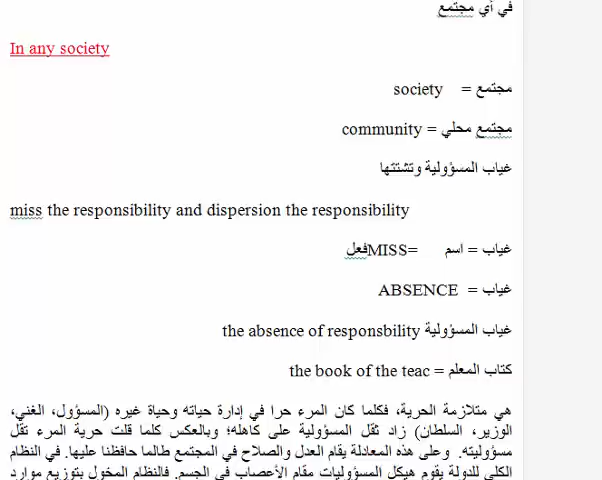 في أي مجتمع
In any society
مجتمع = society
مجتمع محلي = community
غياب المسؤولية وتشتتها
miss the responsibility and dispersion the responsibility
غياب = اسم MISS= فعل
غياب = ABSENCE
غياب المسؤولية the absence of responsbility
كتاب المعلم = the book of the teac
هي متلازمة الحرية، فكلما كان المرء حرا في إدارة حياته وحياة غيره (المسؤول، الغني،
الوزير، السلطان) زاد ثقل المسؤولية على كاهله؛ وبالعكس كلما قلت حرية المرء تقل
مسؤوليته. وعلى هذه المعادلة يقام العدل والصلاح في المجتمع طالما حافظنا عليها. في النظام
الكلي للدولة يقوم هيكل المسؤوليات مقام الأعصاب في الجسم. فالنظام المخول بتوزيع موارد